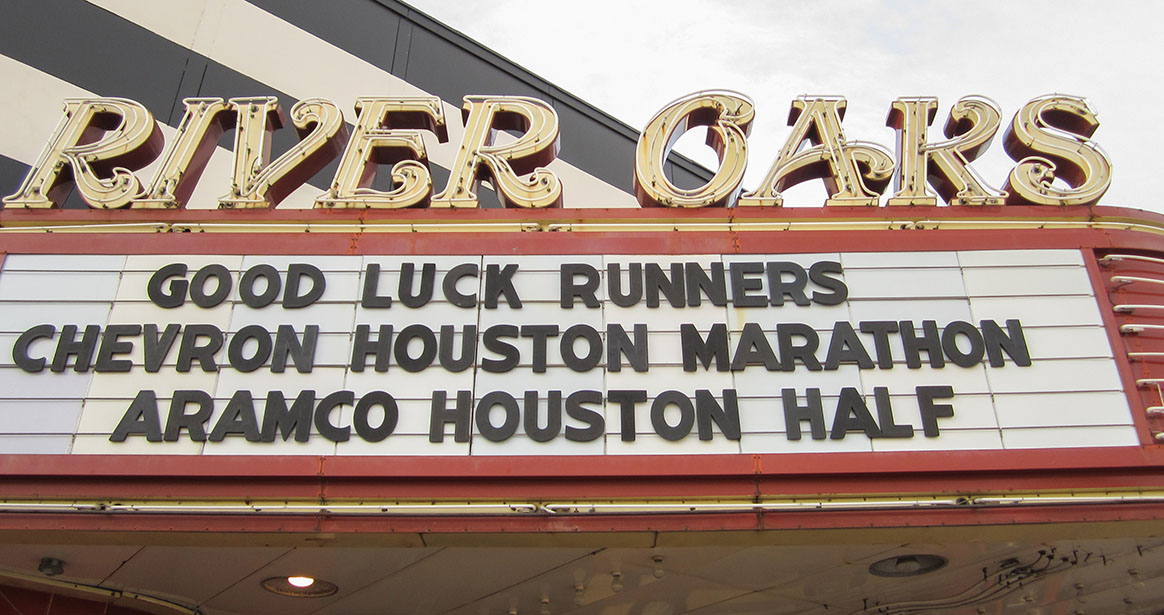 RIVER OAKS
GOOD LUCK RUNNERS
CHEVRON HOUSTON MARATHON
ARAMCO HOUSTON HALF